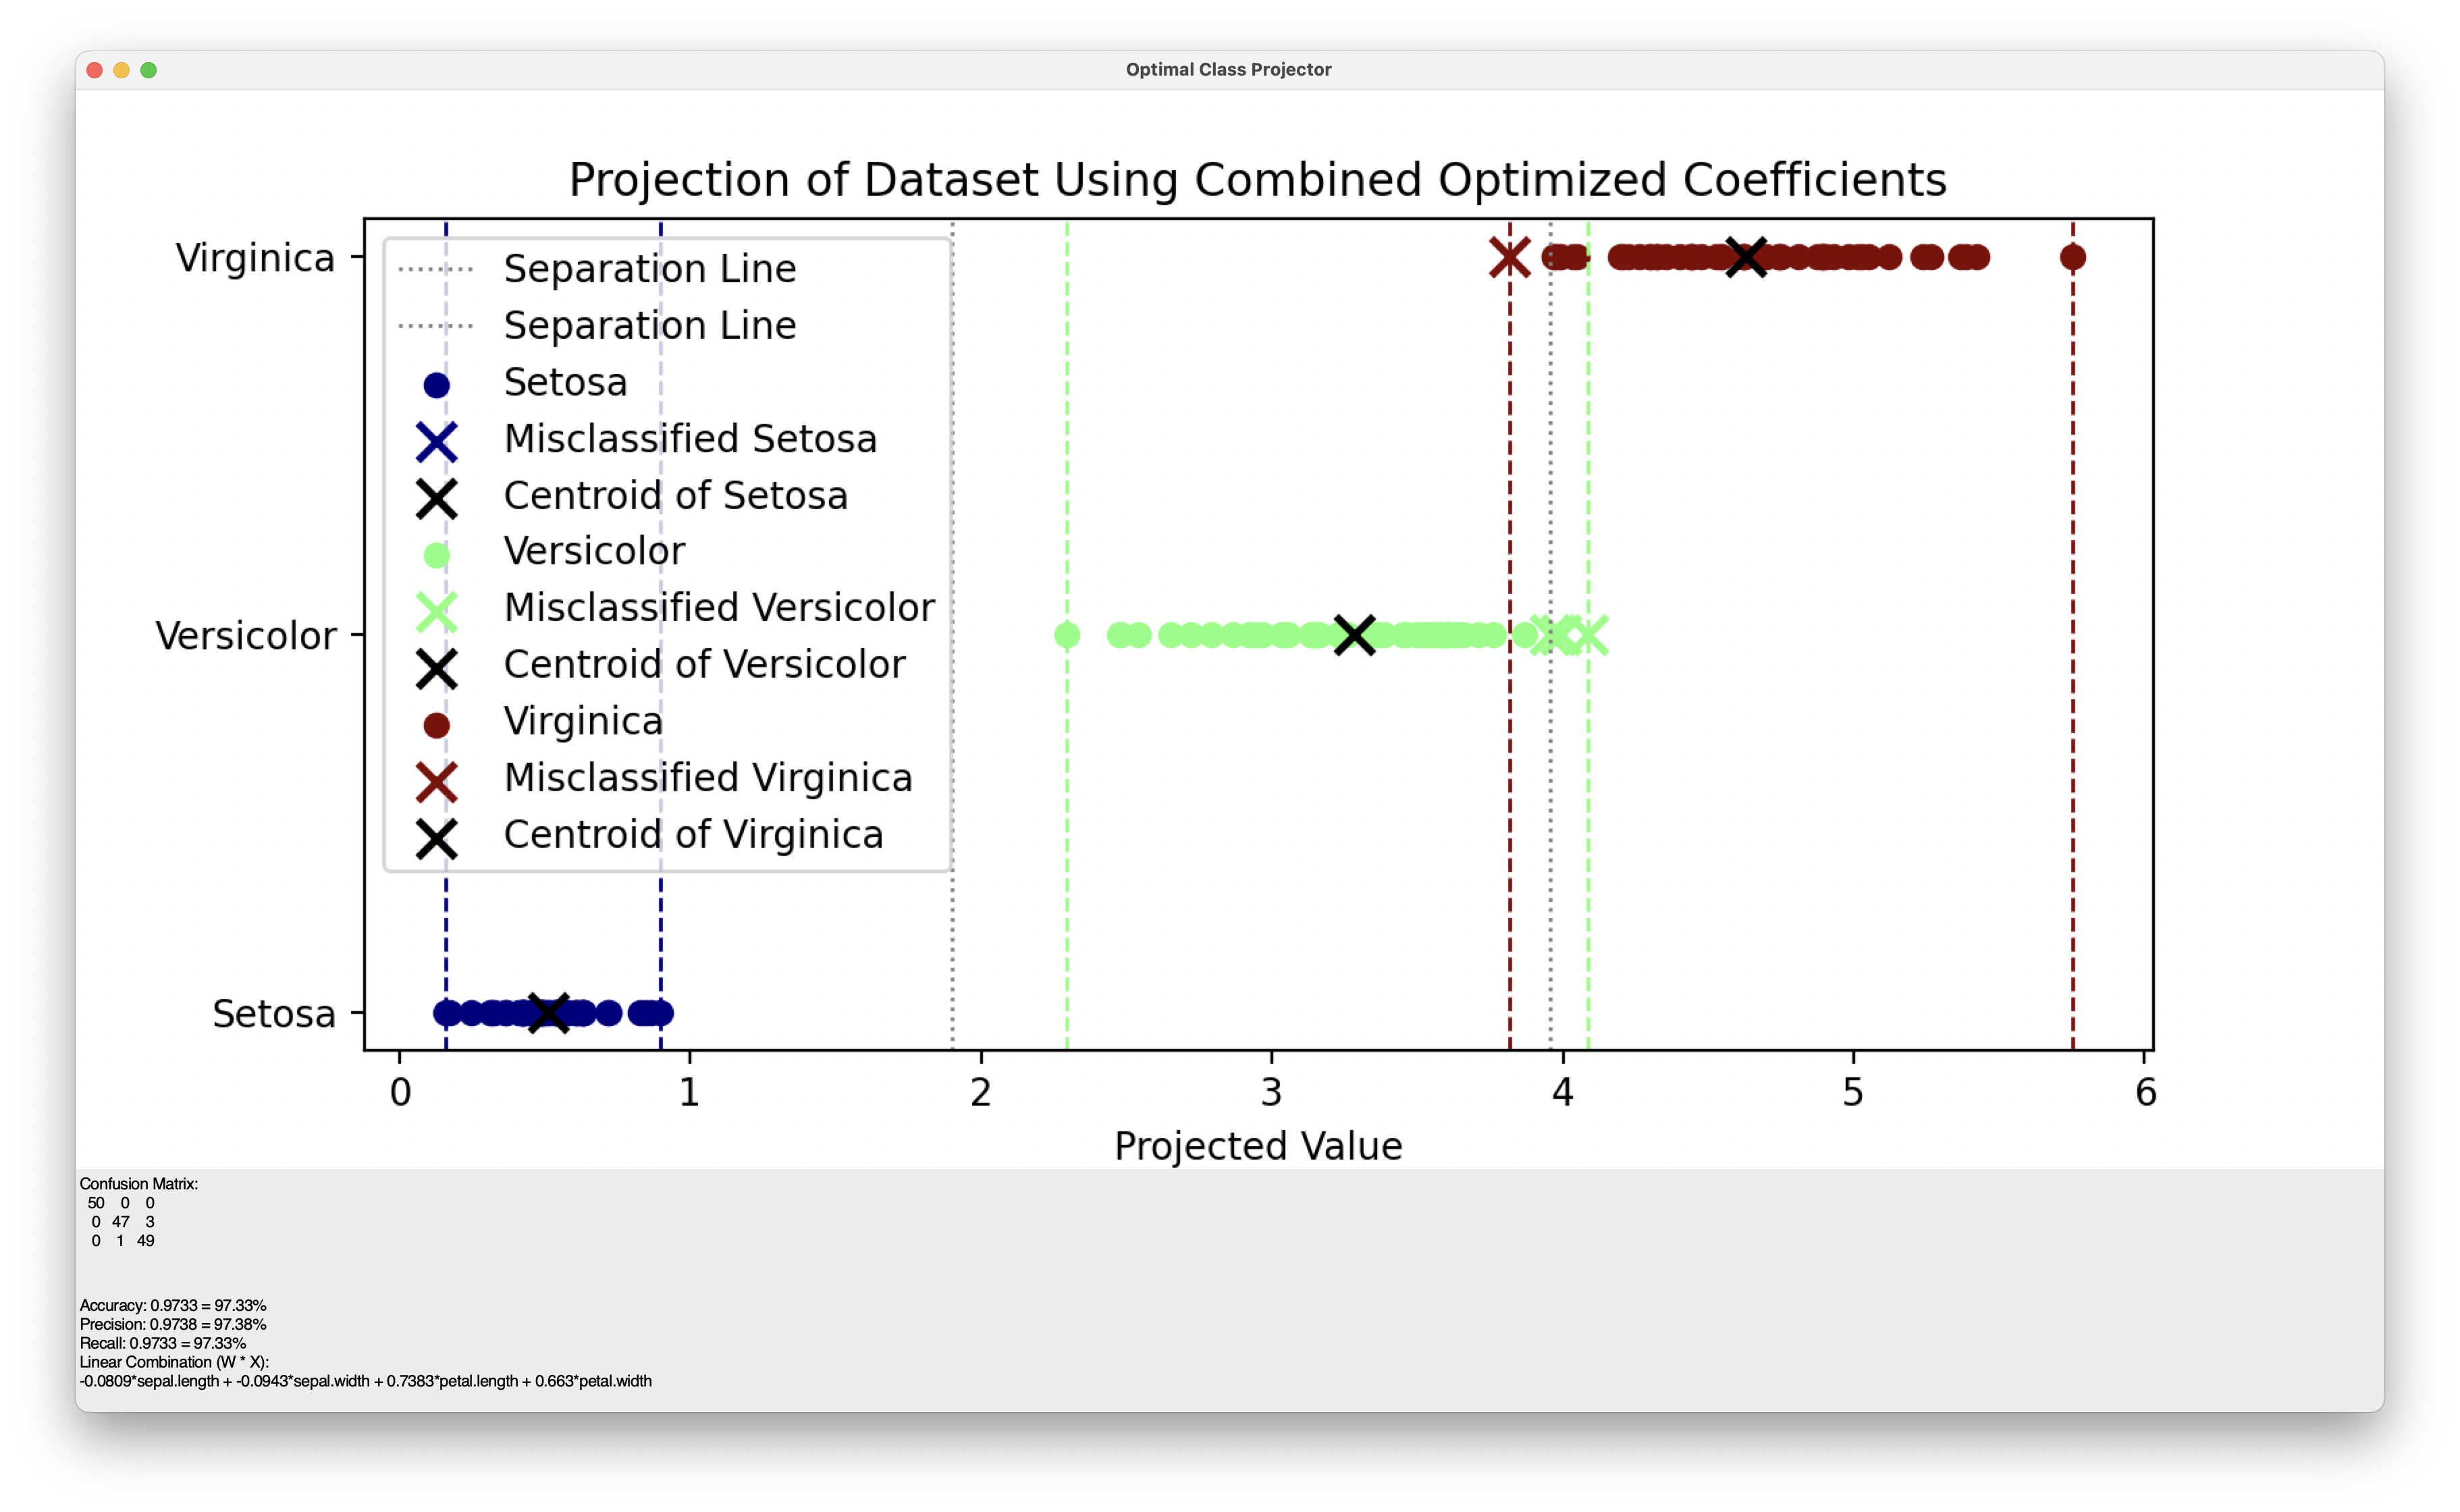 Optimal Class Projector
Projection of Dataset Using Combined Optimized Coefficients
Virginica
Versicolor
Setosa
Separation Line
Separation Line
Setosa
Misclassified Setosa
Centroid of Setosa
Versicolor
Misclassified Versicolor
Centroid of Versicolor
Virginica
Misclassified Virginica
Centroid of Virginica
0 1 2 3 4 5 6
Projected Value
Confusion Matrix:
50 0 0
0 47 3
0 1 49
Accuracy: 0.9733 = 97.33%
Precision: 0.9738 = 97.38%
Recall: 0.9733 = 97.33%
Linear Combination (W * X):
-0.0809*sepal.length + -0.0943*sepal.width + 0.7383*petal.length + 0.663*petal.width